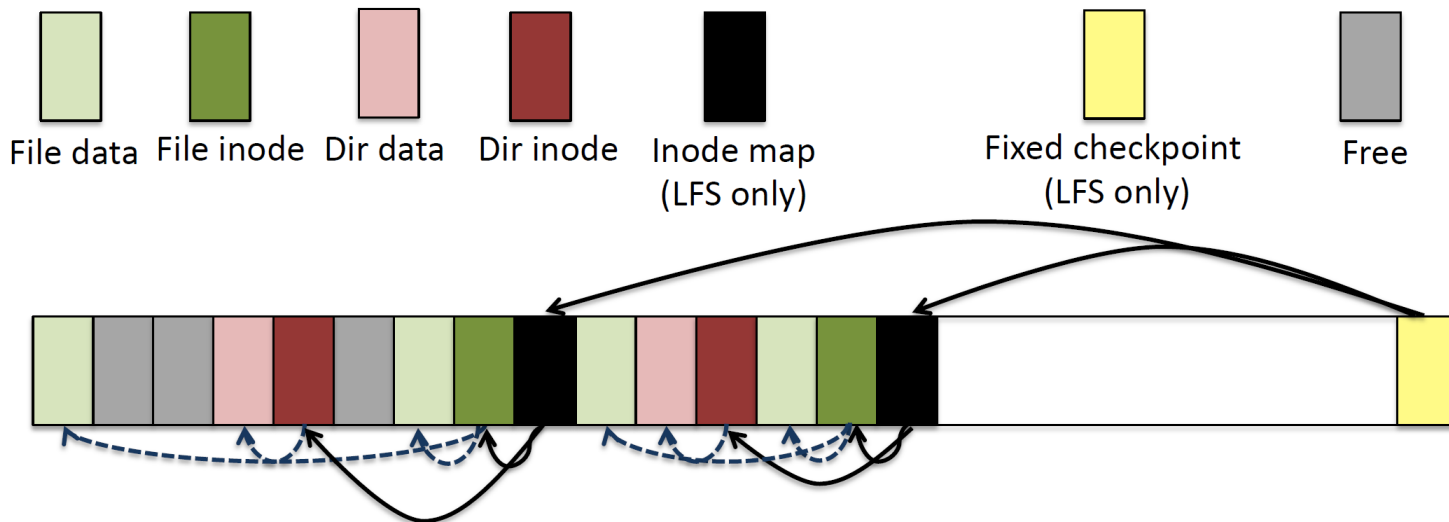 File data File inode Dir data Dir inode Inode map Fixed checkpoint Free
(LFS only) (LFS only)